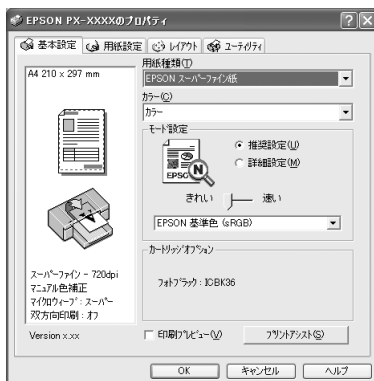 EPSON PX-XXXXのプロパティ
基本設定 用紙設定 レイアウト ユーティリティ
A4 210 x 297 mm
スーパーファイン - 720dpi
マニュアル色補正
マイクロウィーブ: スーパー
双方向印刷: オフ
Version x.xx
用紙種類(T)
EPSON スーパーファイン紙
カラー(C)
カラー
モード設定
EPSON
N
推奨設定(U)
詳細設定(M)
きれい 速い
EPSON 基準色 (sRGB)
カートリッジオプション
フォトブラック : ICBK36
印刷プレビュー(V) プリントアシスト(S)
OK キャンセル ヘルプ